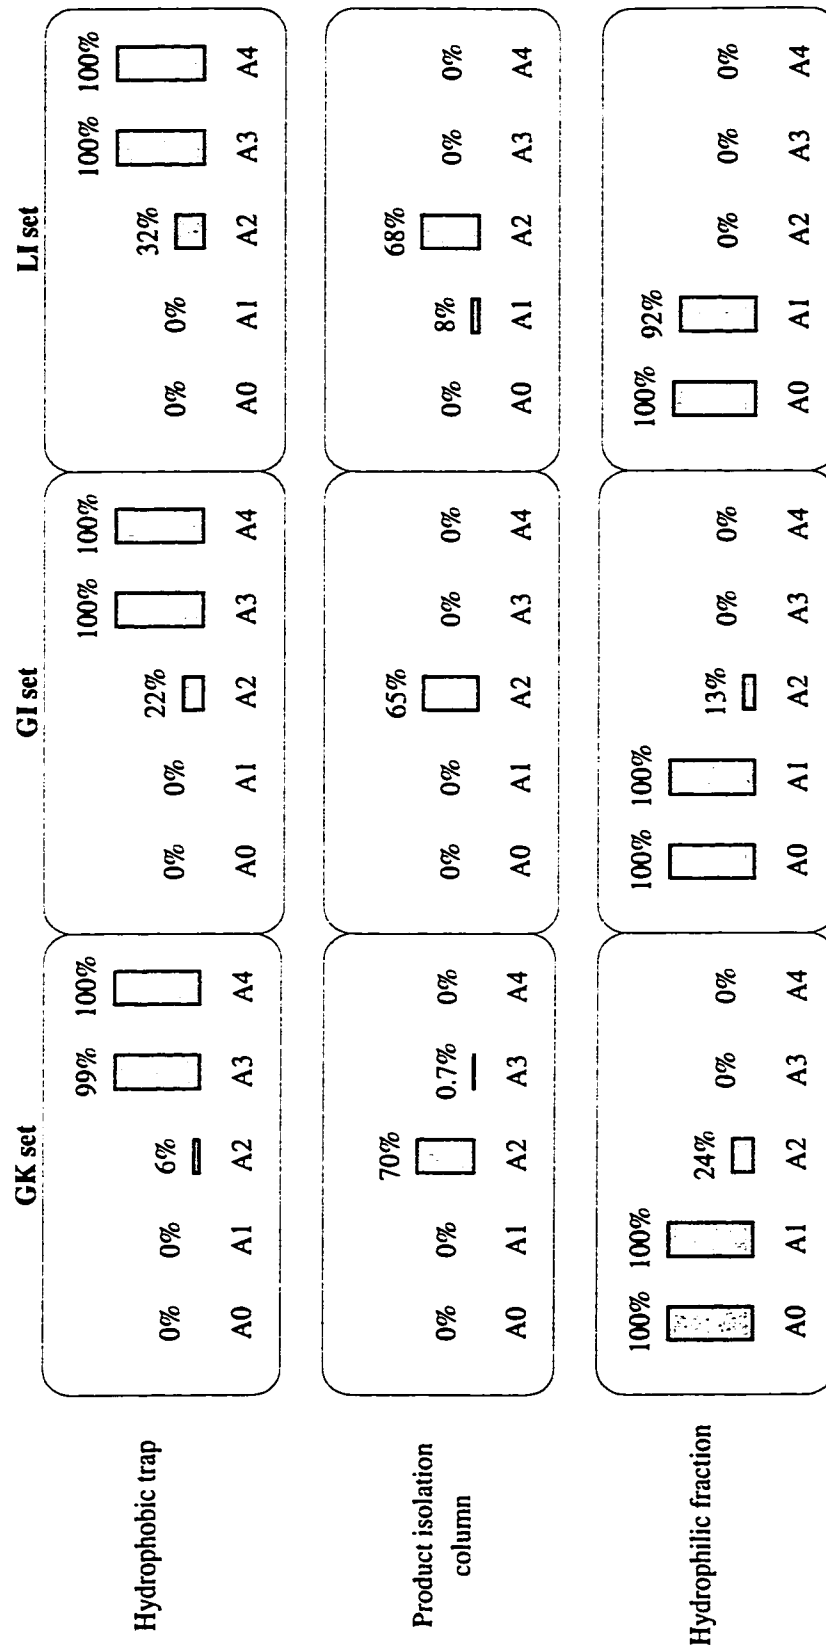 GK set GI set LI set
Hydrophobic trap
0% 0% 6% 99% 100% 0% 0% 22% 100% 100% 0% 0% 32% 100% 100%
A0 A1 A2 A3 A4 A0 A1 A2 A3 A4 A0 A1 A2 A3 A4
Product isolation
column
0% 0% 70% 0.7% 0% 0% 0% 65% 0% 0% 0% 8% 68% 0% 0%
A0 A1 A2 A3 A4 A0 A1 A2 A3 A4 A0 A1 A2 A3 A4
Hydrophilic fraction
100% 100% 24% 0% 0% 100% 100% 13% 0% 0% 100% 92% 0% 0% 0%
A0 A1 A2 A3 A4 A0 A1 A2 A3 A4 A0 A1 A2 A3 A4